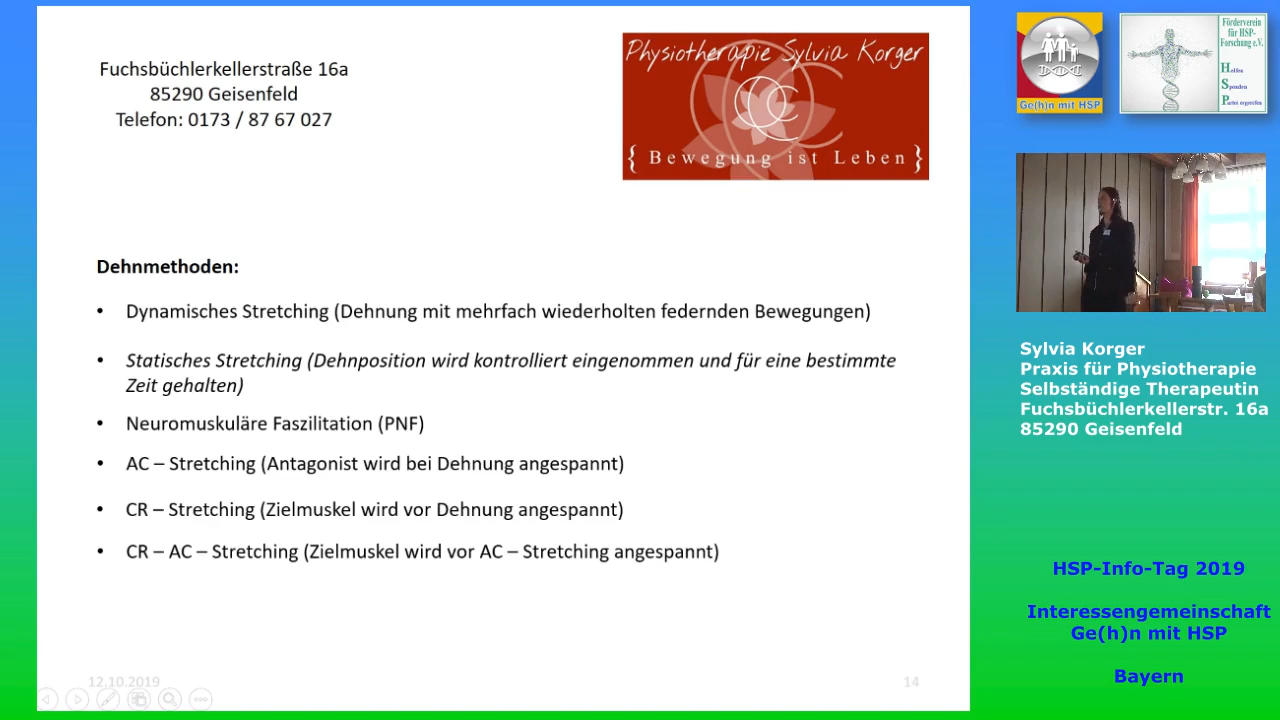 Fuchsbüchlerkellerstraße 16a
85290 Geisenfeld
Telefon: 0173 / 87 67 027
Physiotherapie Sylvia Korger
{ Bewegung ist Leben }
Dehnmethoden:
• Dynamisches Stretching (Dehnung mit mehrfach wiederholten federnden Bewegungen)
• Statisches Stretching (Dehnposition wird kontrolliert eingenommen und für eine bestimmte
Zeit gehalten)
• Neuromuskuläre Faszilitation (PNF)
• AC – Stretching (Antagonist wird bei Dehnung angespannt)
• CR – Stretching (Zielmuskel wird vor Dehnung angespannt)
• CR – AC – Stretching (Zielmuskel wird vor AC – Stretching angespannt)
12.10.2019
14
Ge(h)n mit HSP
Förderverein
für HSP-
Forschung e.V.
Helfen
Spenden
Partei ergreifen
Sylvia Korger
Praxis für Physiotherapie
Selbständige Therapeutin
Fuchsbüchlerkellerstr. 16a
85290 Geisenfeld
HSP-Info-Tag 2019
Interessengemeinschaft
Ge(h)n mit HSP
Bayern